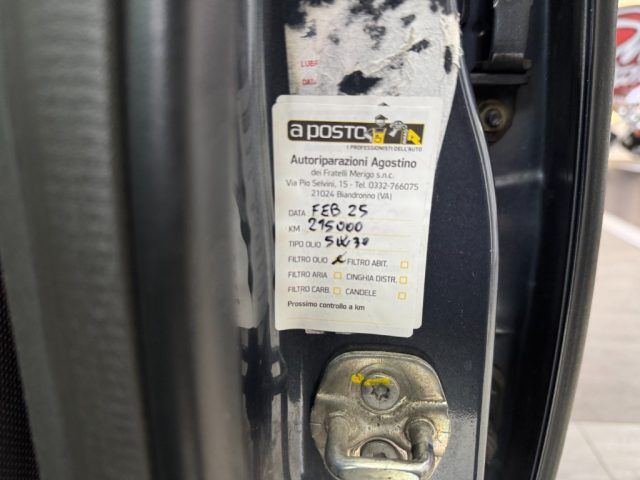 LUBR
DAT
a posto
I PROFESSIONISTI DELL'AUTO
Autoriparazioni Agostino
dei Fratelli Merigo s.n.c.
Via Pio Selvini, 15 - Tel. 0332-766075
21024 Biandronno (VA)
DATA FEB 25
KM 215000
TIPO OLIO 5W30
FILTRO OLIO FILTRO ABIT.
FILTRO ARIA CINGHIA DISTR.
FILTRO CARB. CANDELE
Prossimo controllo a km